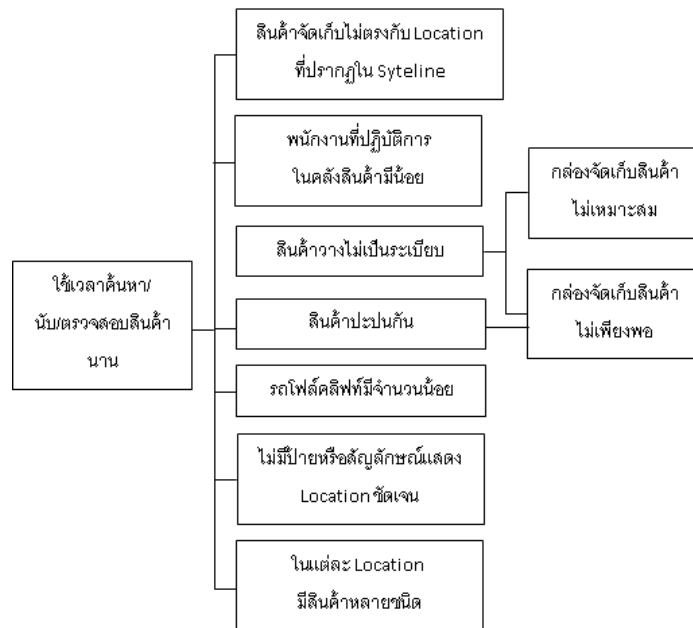 สินค้าจัดเก็บไม่ตรงกับ Location
ที่ปรากฏใน Syteline
พนักงานที่ปฏิบัติการ
ในคลังสินค้ามีน้อย
กล่องจัดเก็บสินค้า
ไม่เหมาะสม
สินค้าวางไม่เป็นระเบียบ
ใช้เวลาค้นหา/
นับ/ตรวจสอบสินค้า
นาน
กล่องจัดเก็บสินค้า
ไม่เพียงพอ
สินค้าปะปนกัน
รถโฟล์คลิฟท์มีจำนวนน้อย
ไม่มีป้ายหรือสัญลักษณ์แสดง
Location ชัดเจน
ในแต่ละ Location
มีสินค้าหลายชนิด